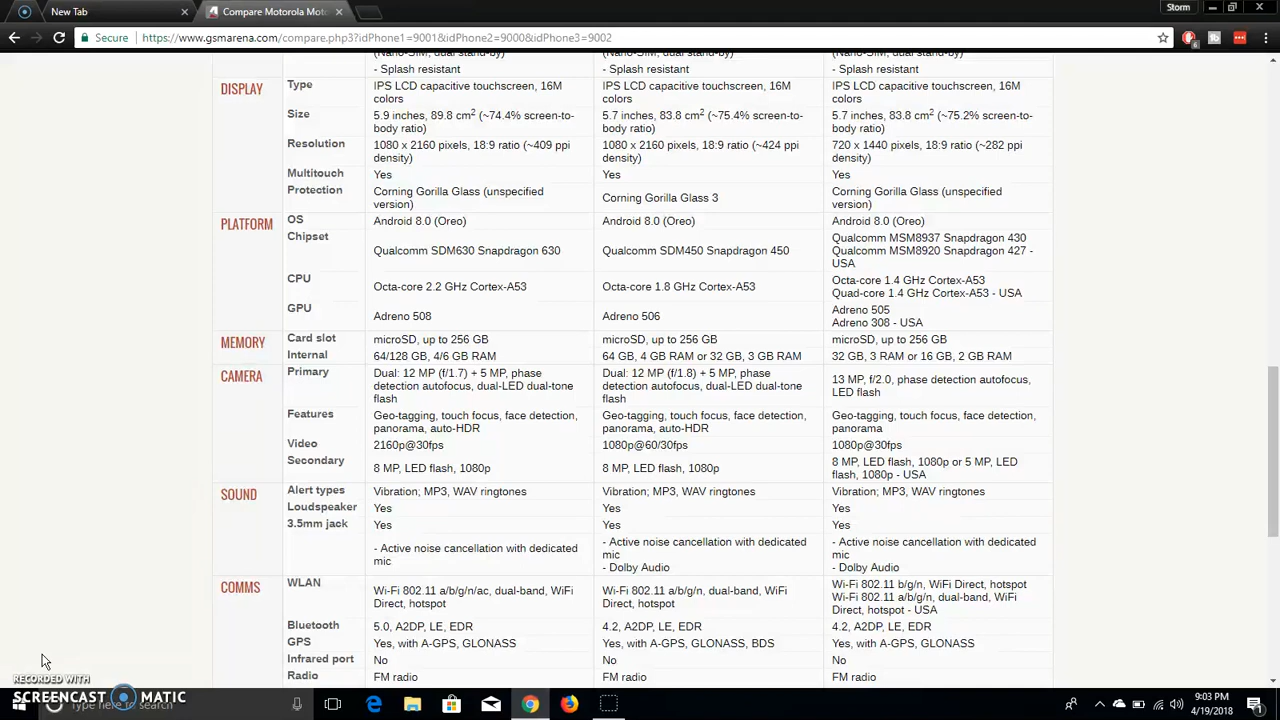 New Tab
Compare Motorola Mot
Storm
Secure
https://www.gsmarena.com/compare.php3?idPhone1=9001&idPhone2=9000&idPhone3=9002
(Nano-SIM, dual stand-by) (Nano-SIM, dual stand-by) (Nano-SIM, dual stand-by)
- Splash resistant - Splash resistant - Splash resistant
DISPLAY
Type
IPS LCD capacitive touchscreen, 16M
colors
IPS LCD capacitive touchscreen, 16M
colors
IPS LCD capacitive touchscreen, 16M
colors
Size
5.9 inches, 89.8 cm² (~74.4% screen-to-
body ratio)
5.7 inches, 83.8 cm² (~75.4% screen-to-
body ratio)
5.7 inches, 83.8 cm² (~75.2% screen-to-
body ratio)
Resolution
1080 x 2160 pixels, 18:9 ratio (~409 ppi
density)
1080 x 2160 pixels, 18:9 ratio (~424 ppi
density)
720 x 1440 pixels, 18:9 ratio (~282 ppi
density)
Multitouch Yes Yes Yes
Protection
Corning Gorilla Glass (unspecified
version)
Corning Gorilla Glass 3
Corning Gorilla Glass (unspecified
version)
PLATFORM
OS Android 8.0 (Oreo) Android 8.0 (Oreo) Android 8.0 (Oreo)
Chipset
Qualcomm SDM630 Snapdragon 630
Qualcomm SDM450 Snapdragon 450
Qualcomm MSM8937 Snapdragon 430
Qualcomm MSM8920 Snapdragon 427 -
USA
CPU
Octa-core 2.2 GHz Cortex-A53
Octa-core 1.8 GHz Cortex-A53
Octa-core 1.4 GHz Cortex-A53
Quad-core 1.4 GHz Cortex-A53 - USA
GPU
Adreno 508
Adreno 506
Adreno 505
Adreno 308 - USA
MEMORY
Card slot microSD, up to 256 GB microSD, up to 256 GB microSD, up to 256 GB
Internal 64/128 GB, 4/6 GB RAM 64 GB, 4 GB RAM or 32 GB, 3 GB RAM 32 GB, 3 RAM or 16 GB, 2 GB RAM
CAMERA
Primary
Dual: 12 MP (f/1.7) + 5 MP, phase
detection autofocus, dual-LED dual-tone
flash
Dual: 12 MP (f/1.8) + 5 MP, phase
detection autofocus, dual-LED dual-tone
flash
13 MP, f/2.0, phase detection autofocus,
LED flash
Features
Geo-tagging, touch focus, face detection,
panorama, auto-HDR
Geo-tagging, touch focus, face detection,
panorama, auto-HDR
Geo-tagging, touch focus, face detection,
panorama
Video 2160p@30fps 1080p@60/30fps 1080p@30fps
Secondary
8 MP, LED flash, 1080p
8 MP, LED flash, 1080p
8 MP, LED flash, 1080p or 5 MP, LED
flash, 1080p - USA
SOUND
Alert types Vibration; MP3, WAV ringtones Vibration; MP3, WAV ringtones Vibration; MP3, WAV ringtones
Loudspeaker Yes Yes Yes
3.5mm jack Yes Yes Yes
- Active noise cancellation with dedicated
mic
- Active noise cancellation with dedicated
mic
- Dolby Audio
- Active noise cancellation with dedicated
mic
- Dolby Audio
COMMS
WLAN
Wi-Fi 802.11 a/b/g/n/ac, dual-band, WiFi
Direct, hotspot
Wi-Fi 802.11 a/b/g/n, dual-band, WiFi
Direct, hotspot
Wi-Fi 802.11 b/g/n, WiFi Direct, hotspot
Wi-Fi 802.11 a/b/g/n, dual-band, WiFi
Direct, hotspot - USA
Bluetooth 5.0, A2DP, LE, EDR 4.2, A2DP, LE, EDR 4.2, A2DP, LE, EDR
GPS Yes, with A-GPS, GLONASS Yes, with A-GPS, GLONASS, BDS Yes, with A-GPS, GLONASS
Infrared port No No No
Radio FM radio FM radio FM radio
RECORDED WITH
SCREENCAST MATIC
Type here to search
9:03 PM
4/19/2018